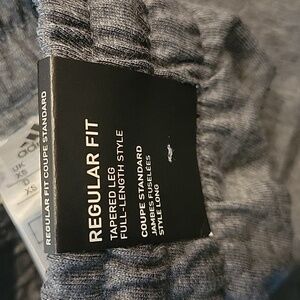 REGULAR FIT COUPE STANDARD
REGULAR FIT
TAPERED LEG
FULL-LENGTH STYLE
COUPE STANDARD
JAMBES FUSELÉES
STYLE LONG